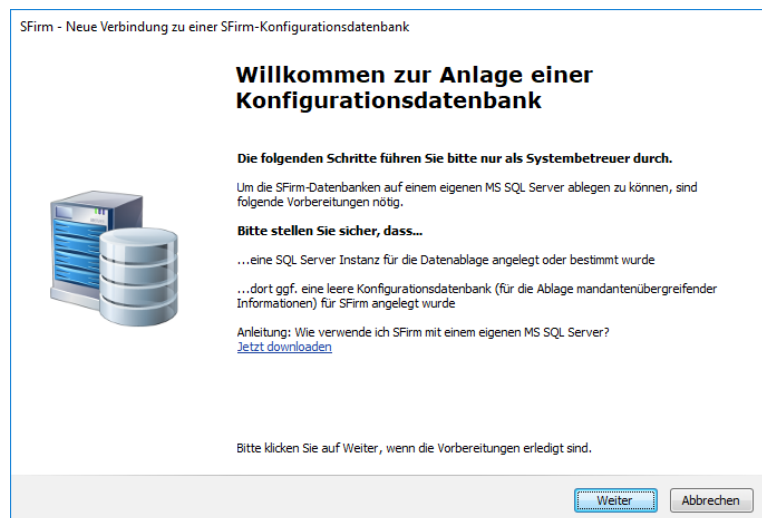 SFirm - Neue Verbindung zu einer SFirm-Konfigurationsdatenbank
Willkommen zur Anlage einer
Konfigurationsdatenbank
Die folgenden Schritte führen Sie bitte nur als Systembetreuer durch.
Um die SFirm-Datenbanken auf einem eigenen MS SQL Server ablegen zu können, sind
folgende Vorbereitungen nötig.
Bitte stellen Sie sicher, dass...
...eine SQL Server Instanz für die Datenablage angelegt oder bestimmt wurde
...dort ggf. eine leere Konfigurationsdatenbank (für die Ablage mandantenübergreifender
Informationen) für SFirm angelegt wurde
Anleitung: Wie verwende ich SFirm mit einem eigenen MS SQL Server?
Jetzt downloaden
Bitte klicken Sie auf Weiter, wenn die Vorbereitungen erledigt sind.
Weiter
Abbrechen